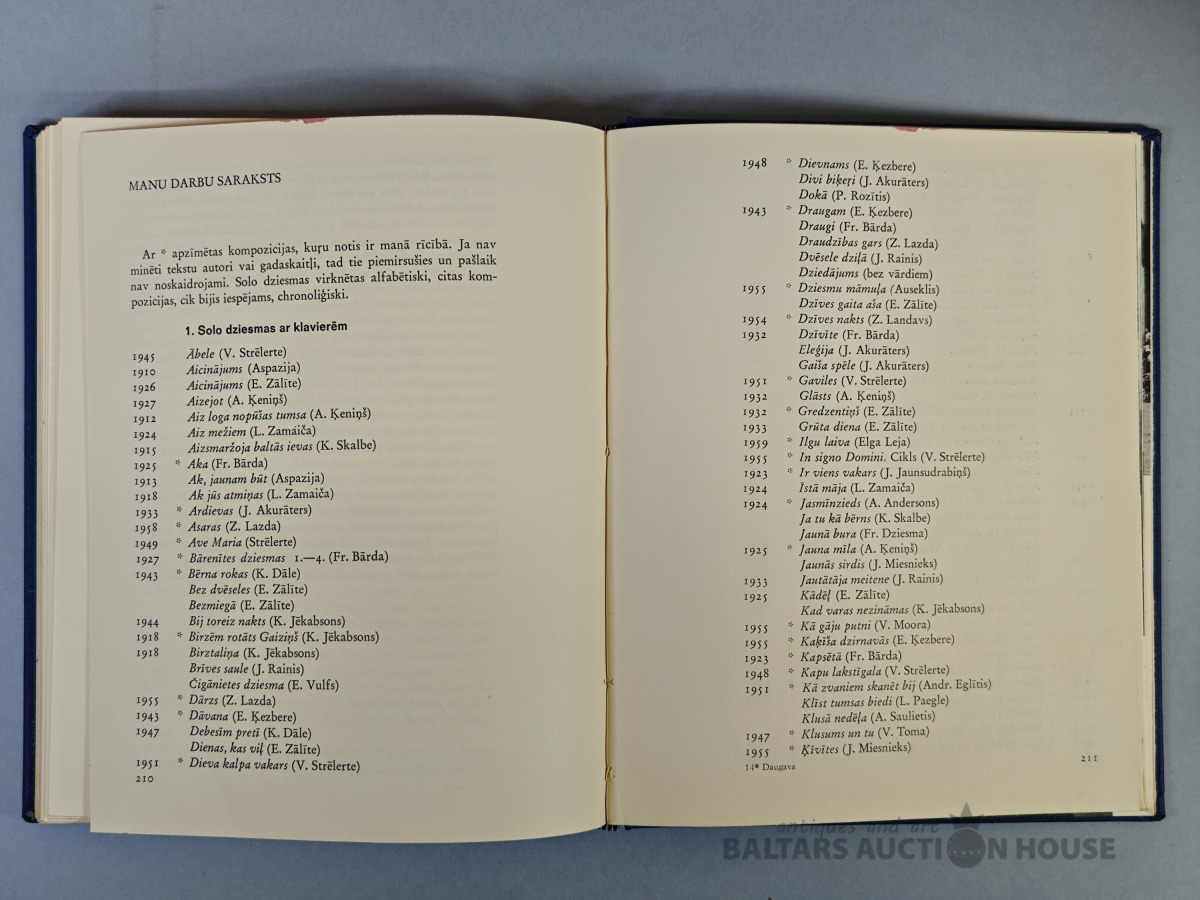 MANU DARBU SARAKSTS
Ar * apzīmētas kompozicijas, kuŗu notis ir manā rīcībā. Ja nav
minēti tekstu autori vai gadaskaitļi, tad tie piemirsušies un pašlaik
nav noskaidrojami. Solo dziesmas virknētas alfabētiski, citas kom-
pozicijas, cik bijis iespējams, chronoliģiski.
1. Solo dziesmas ar klavierēm
1945 Ābele (V. Strēlerte)
1910 Aicinājums (Aspazija)
1926 Aicinājums (E. Zālīte)
1927 Aizejot (A. Ķeniņš)
1912 Aiz loga nopūšas tumsa (A. Ķeniņš)
1924 Aiz mežiem (L. Zamaiča)
1915 Aizsmaržoja baltās ievas (K. Skalbe)
1925 * Aka (Fr. Bārda)
1913 Ak, jaunam būt (Aspazija)
1918 Ak jūs atmiņas (L. Zamaiča)
1933 * Ardievas (J. Akurāters)
1958 * Asaras (Z. Lazda)
1949 * Ave Maria (Strēlerte)
1927 * Bārenītes dziesmas 1.—4. (Fr. Bārda)
1943 * Bērna rokas (K. Dāle)
Bez dvēseles (E. Zālīte)
Bezmiegā (E. Zālīte)
1944 Bij toreiz nakts (K. Jēkabsons)
1918 * Birzēm rotāts Gaiziņš (K. Jēkabsons)
1918 Birztaliņa (K. Jēkabsons)
Brīves saule (J. Rainis)
Čigānietes dziesma (E. Vulfs)
1955 * Dārzs (Z. Lazda)
1943 * Dāvana (E. Ķezbere)
1947 Debesīm pretī (K. Dāle)
Dienas, kas viļ (E. Zālīte)
1951 * Dieva kalpa vakars (V. Strēlerte)
210
1948 * Dievnams (E. Ķezbere)
Divi biķeŗi (J. Akurāters)
Dokā (P. Rozītis)
1943 * Draugam (E. Ķezbere)
Draugi (Fr. Bārda)
Draudzības gars (Z. Lazda)
Dvēsele dziļā (J. Rainis)
Dziedājums (bez vārdiem)
1955 * Dziesmu māmuļa (Auseklis)
Dzīves gaita aša (E. Zālīte)
1954 * Dzīves nakts (Z. Landavs)
1932 Dzīvīte (Fr. Bārda)
Eleģija (J. Akurāters)
Gaiša spēle (J. Akurāters)
1951 * Gaviles (V. Strēlerte)
1932 Glāsts (A. Ķeniņš)
1932 * Gredzentiņš (E. Zālīte)
1933 Grūta diena (E. Zālīte)
1959 * Ilgu laiva (Elga Leja)
1955 * In signo Domini. Cikls (V. Strēlerte)
1923 * Ir viens vakars (J. Jaunsudrabiņš)
1924 Istā māja (L. Zamaiča)
1924 * Jasmīnzieds (A. Andersons)
Ja tu kā bērns (K. Skalbe)
Jaunā bura (Fr. Dziesma)
1925 * Jauna mīla (A. Ķeniņš)
Jaunās sirdis (J. Miesnieks)
1933 Jautātāja meitene (J. Rainis)
1925 Kādēļ (E. Zālīte)
Kad varas nezināmas (K. Jēkabsons)
1955 * Kā gāju putni (V. Moora)
1955 * Kaķīša dzirnavās (E. Ķezbere)
1923 * Kapsētā (Fr. Bārda)
1948 * Kapu lakstīgala (V. Strēlerte)
1951 * Kā zvaniem skanēt bij (Andr. Eglītis)
Klīst tumsas biedi (L. Paegle)
Klusā nedēļa (A. Saulietis)
1947 * Klusums un tu (V. Toma)
1955 * Ķīvītes (J. Miesnieks)
14* Daugava
211
antiques and art
BALTARS AUCTION HOUSE